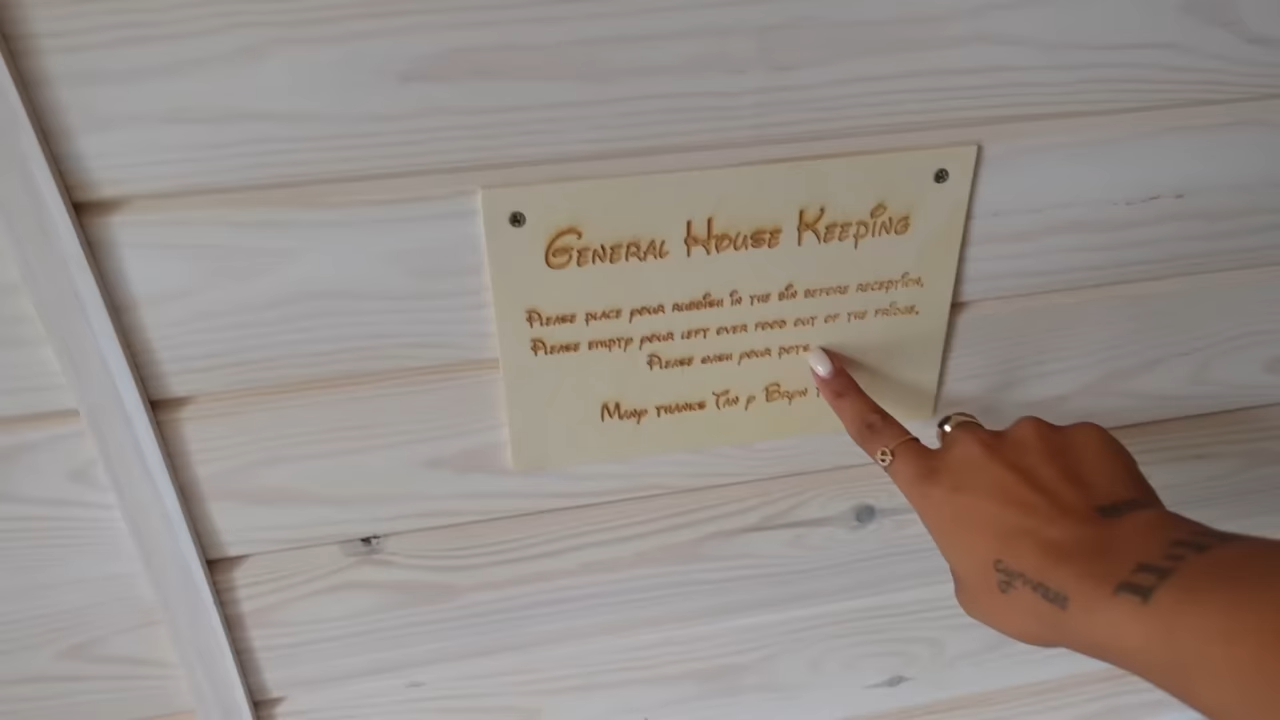 General House Keeping
Please place your rubbish in the bin before reception,
Please empty your left over food out of the fridge,
Please wash your pots
Many thanks Tan y Bryn